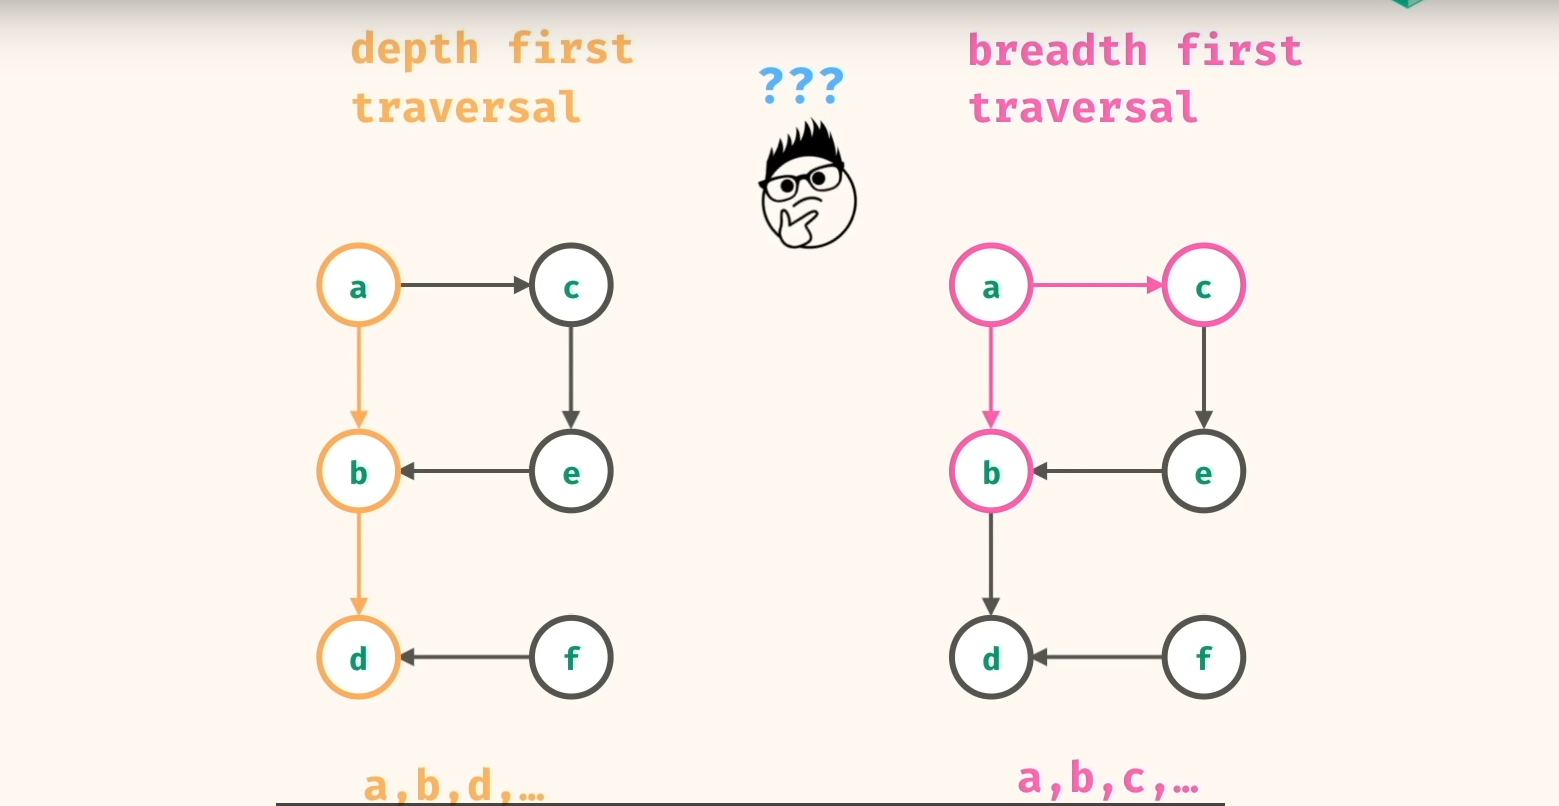 depth first
traversal
???
breadth first
traversal
a
c
b
e
d
f
a
c
b
e
d
f
a,b,d,…
a,b,c,…